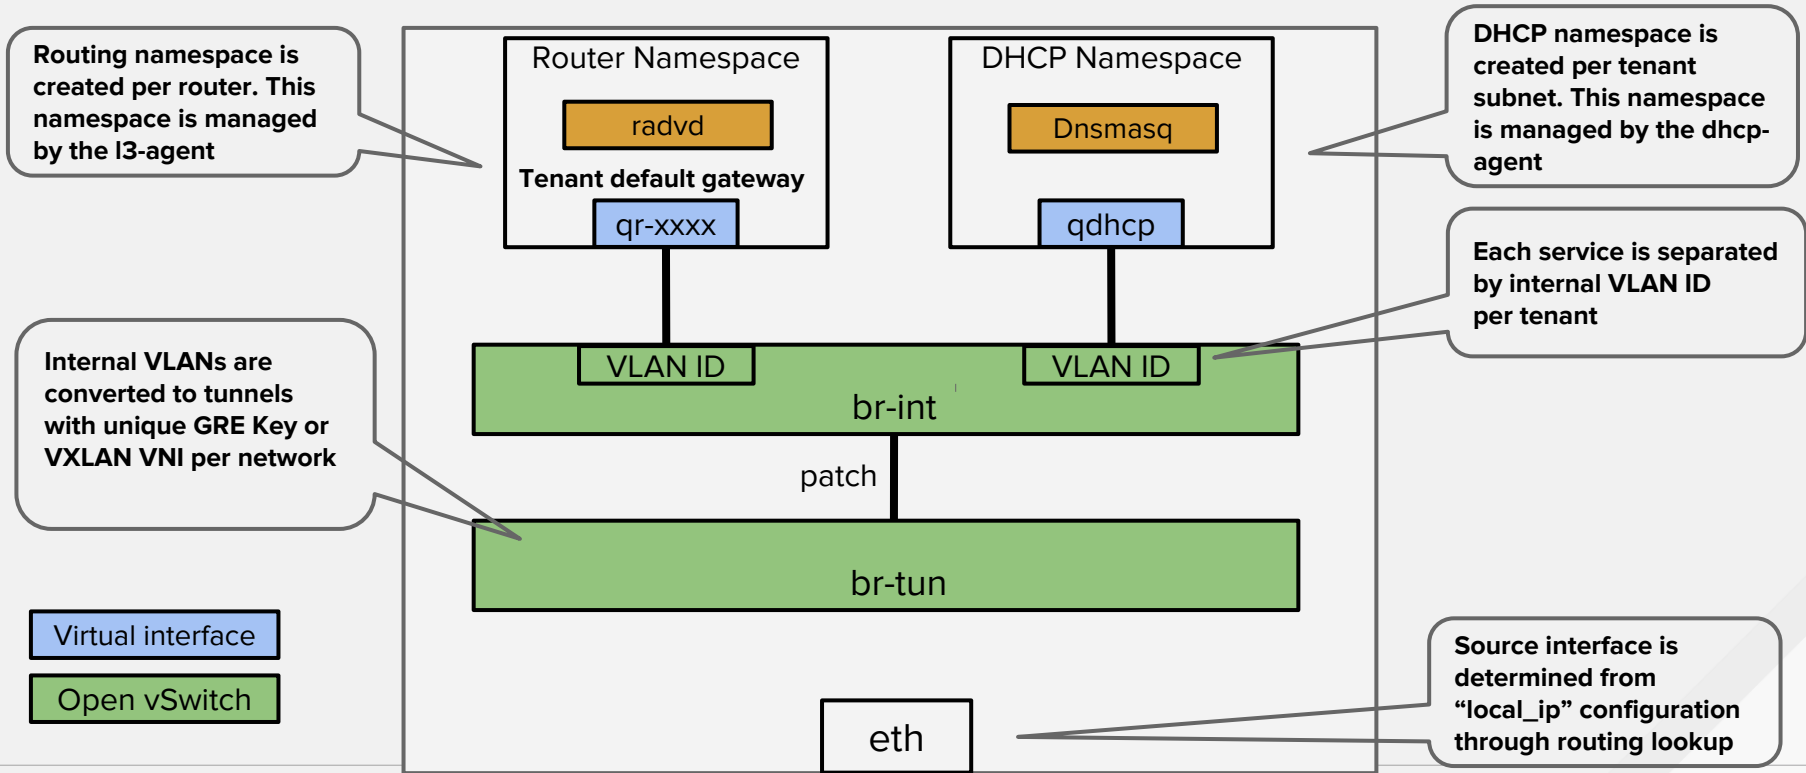 Routing namespace is
created per router. This
namespace is managed
by the l3-agent
Router Namespace
radvd
Tenant default gateway
qr-xxxx
DHCP Namespace
Dnsmasq
qdhcp
DHCP namespace is
created per tenant
subnet. This namespace
is managed by the dhcp-
agent
Each service is separated
by internal VLAN ID
per tenant
Internal VLANs are
converted to tunnels
with unique GRE Key or
VXLAN VNI per network
VLAN ID
VLAN ID
br-int
patch
br-tun
Virtual interface
Open vSwitch
eth
Source interface is
determined from
“local_ip” configuration
through routing lookup